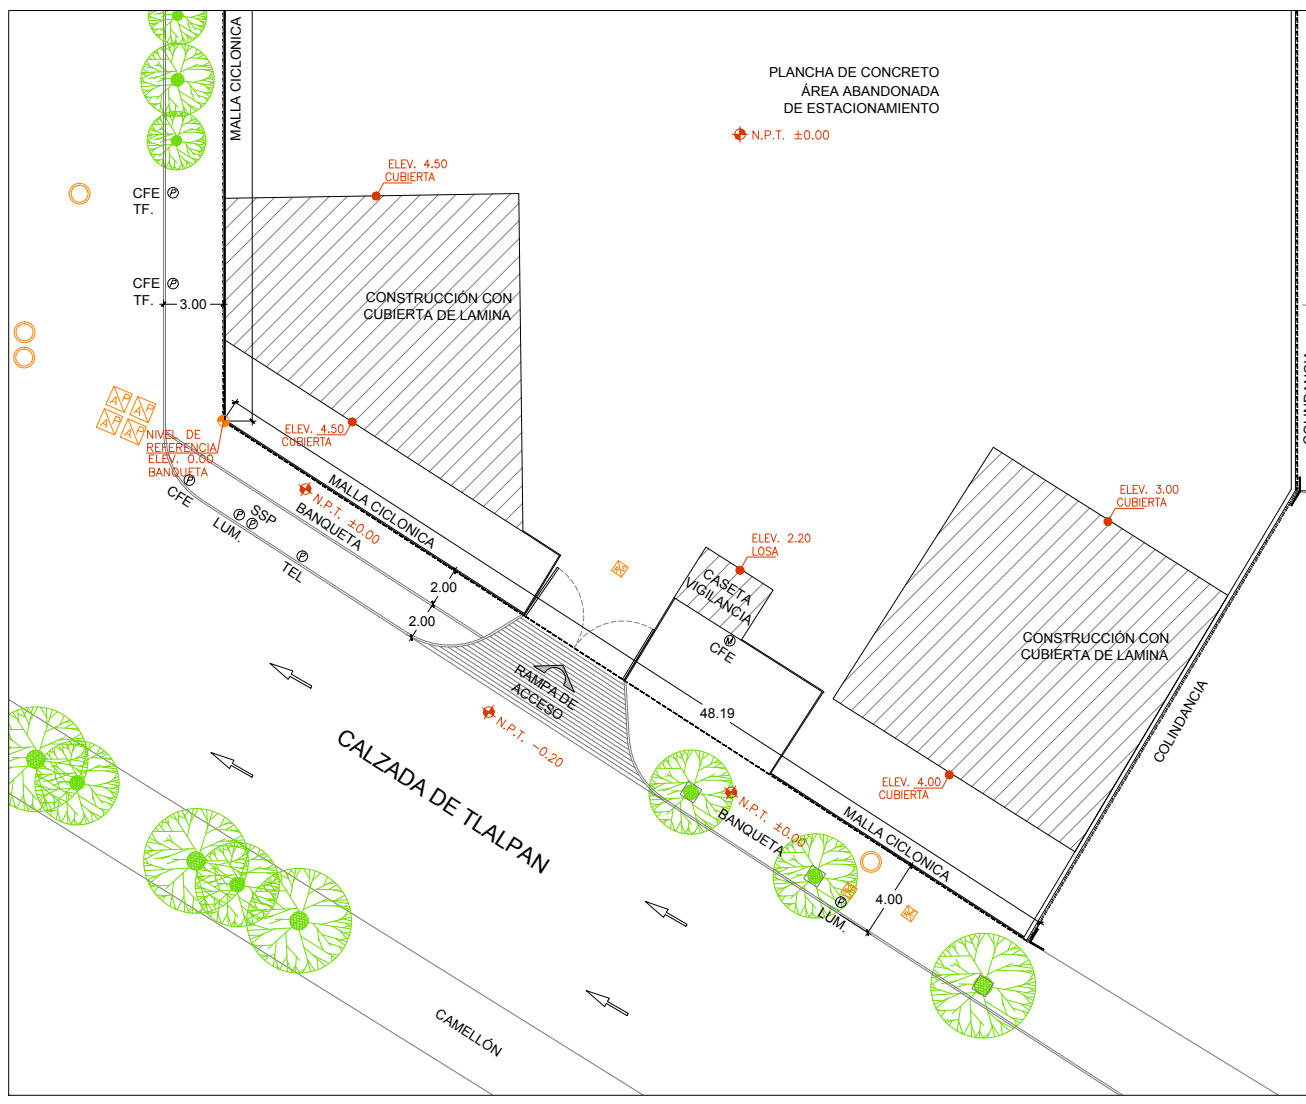 MALLA CICLONICA
PLANCHA DE CONCRETO
ÁREA ABANDONADA
DE ESTACIONAMIENTO
N.P.T. ±0.00
ELEV. 4.50
CUBIERTA
CFE
TF.
CFE
TF.
3.00
CONSTRUCCIÓN CON
CUBIERTA DE LAMINA
COLINDANCIA
A P
A P
A P
A P
NIVEL DE
REFERENCIA
ELEV. 0.00
BANQUETA
ELEV. 4.50
CUBIERTA
MALLA CICLONICA
N.P.T. ±0.00
BANQUETA
CFE
SSP
LUM.
TEL
2.00
2.00
ELEV. 2.20
LOSA
CASETA
VIGILANCIA
CFE
ELEV. 3.00
CUBIERTA
CONSTRUCCIÓN CON
CUBIERTA DE LAMINA
COLINDANCIA
RAMPA DE
ACCESO
N.P.T. -0.20
48.19
CALZADA DE TLALPAN
ELEV. 4.00
CUBIERTA
N.P.T. ±0.00
BANQUETA
MALLA CICLONICA
4.00
LUM.
CAMELLÓN